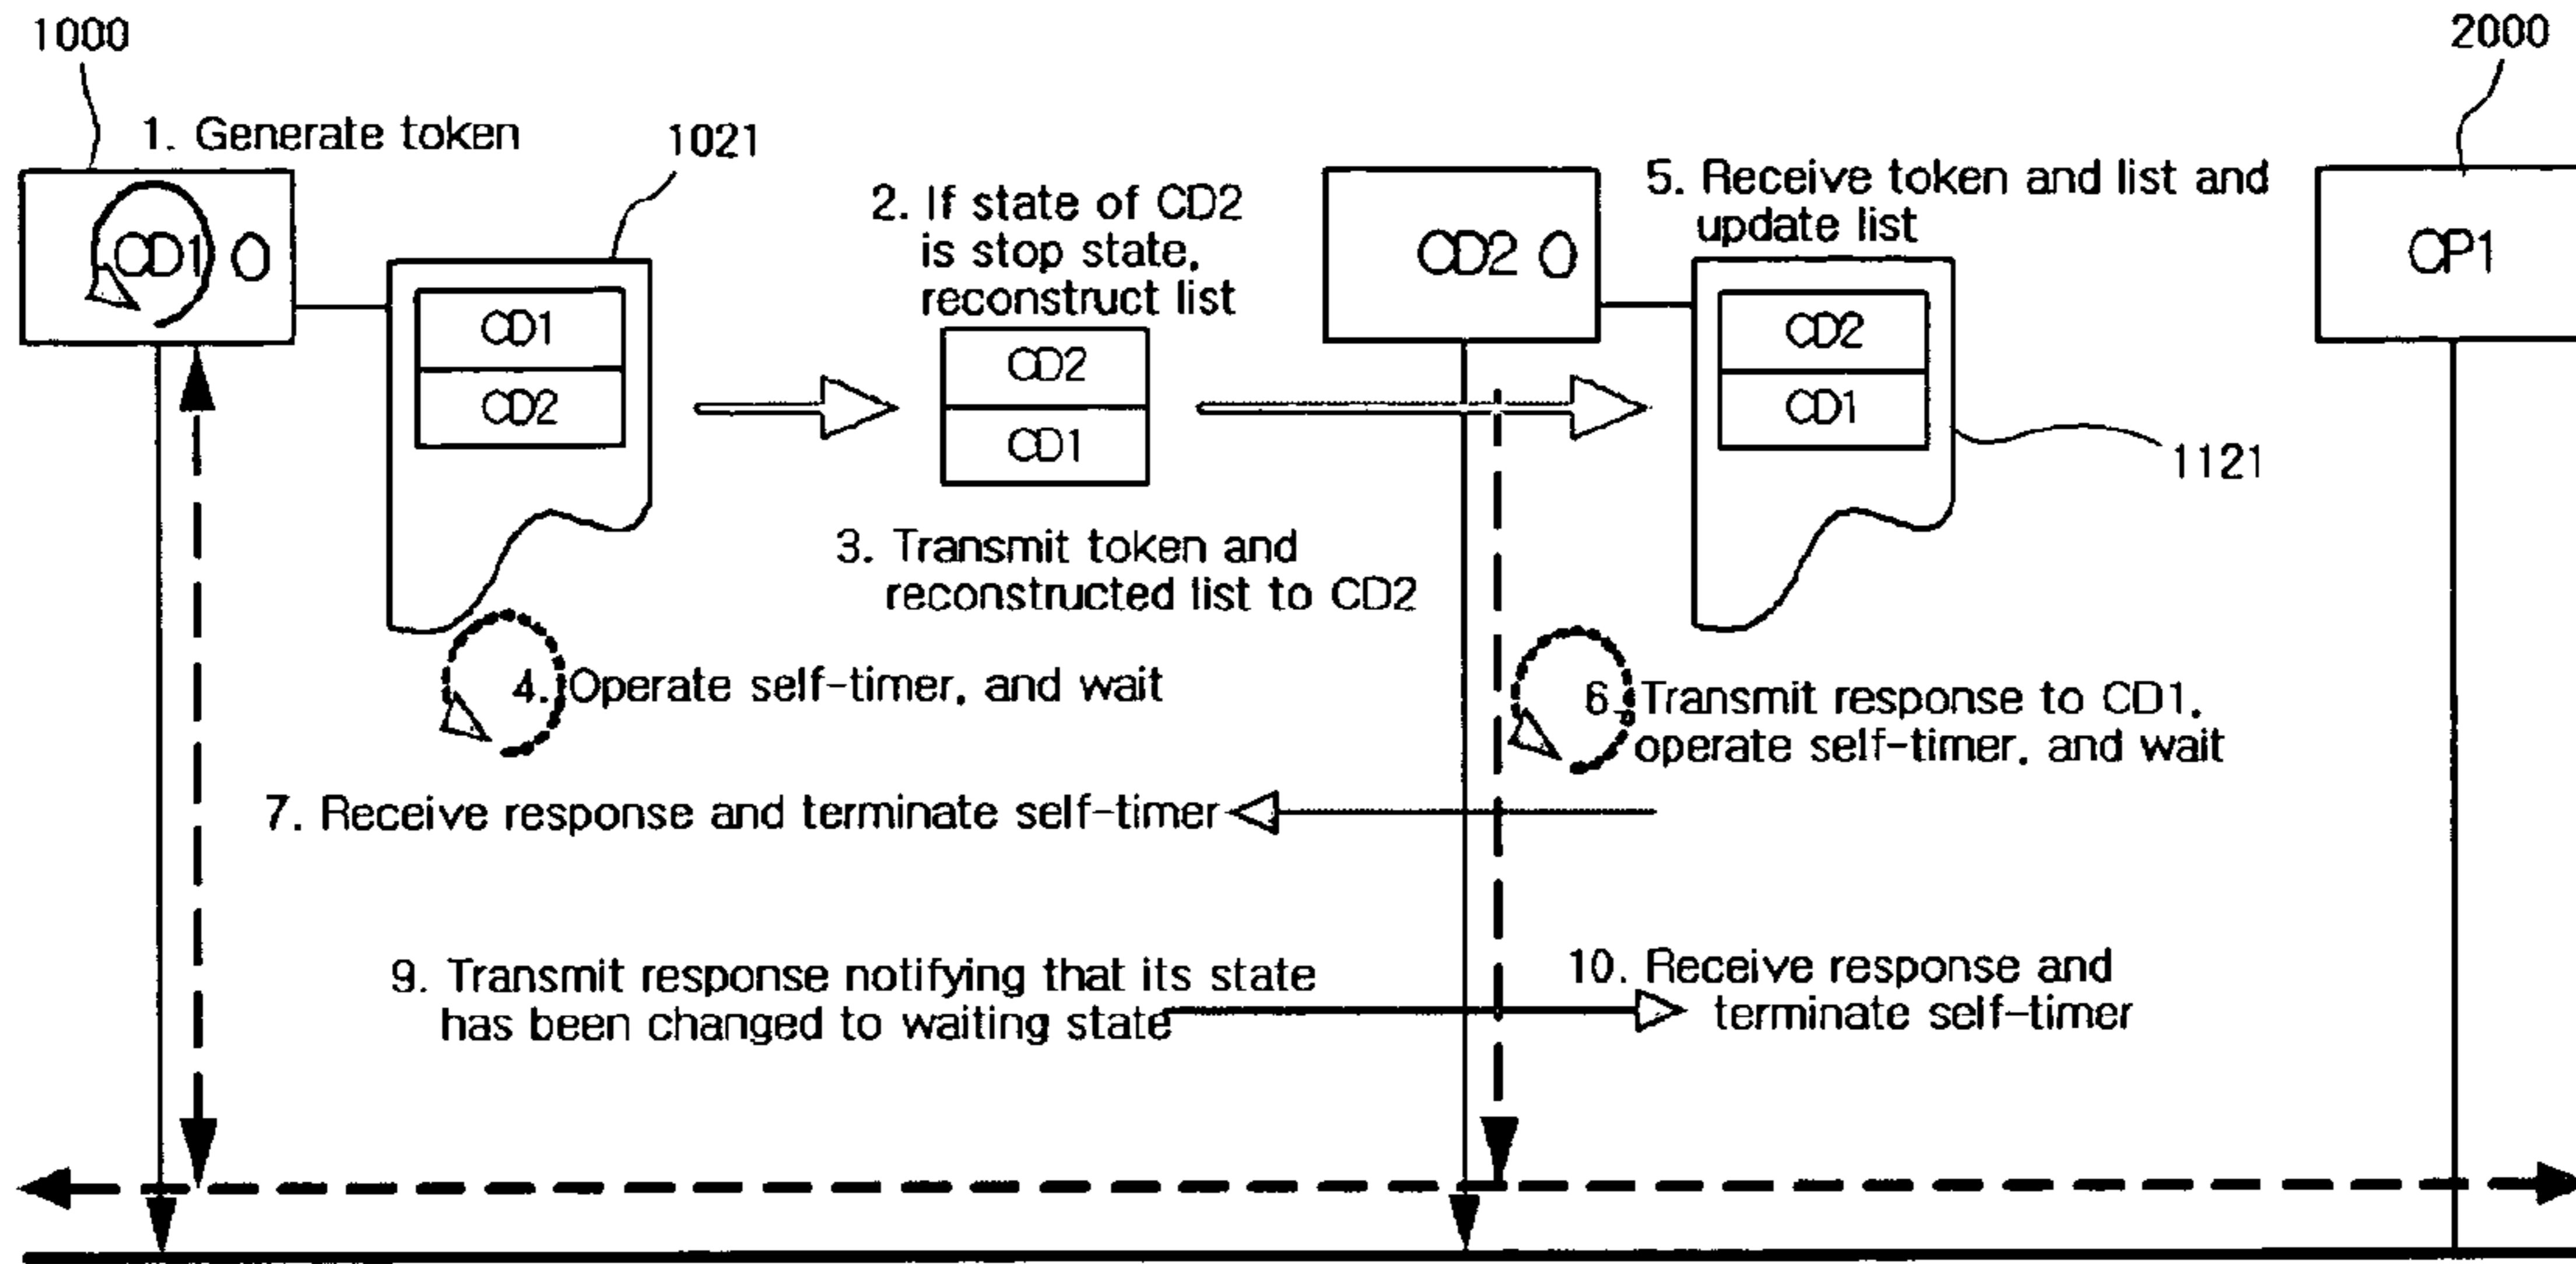 1000
2000
1. Generate token
1021
CD1 O
CD1
CD2
2. If state of CD2
is stop state,
reconstruct list
CD2
CD1
3. Transmit token and
reconstructed list to CD2
CD2 O
5. Receive token and list and
update list
CD2
CD1
1121
CP1
4. Operate self-timer, and wait
6. Transmit response to CD1,
operate self-timer, and wait
7. Receive response and terminate self-timer
9. Transmit response notifying that its state
has been changed to waiting state
10. Receive response and
terminate self-timer